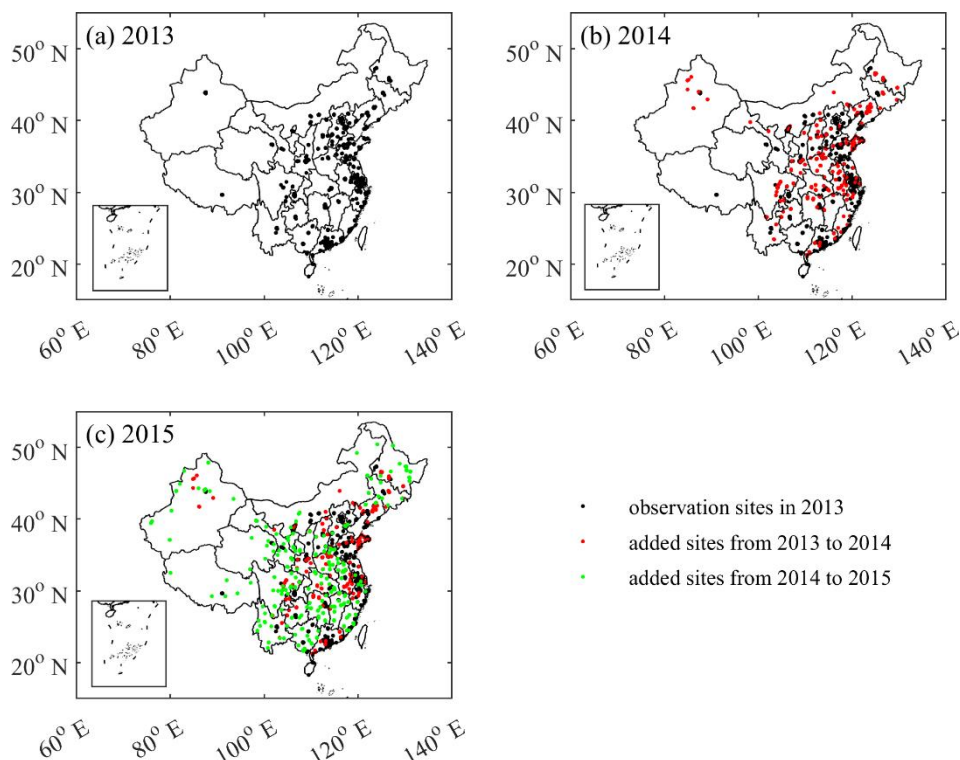 (a) 2013
50° N
40° N
30° N
20° N
60° E
80° E
100° E
120° E
140° E
(b) 2014
50° N
40° N
30° N
20° N
60° E
80° E
100° E
120° E
140° E
(c) 2015
50° N
40° N
30° N
20° N
60° E
80° E
100° E
120° E
140° E
observation sites in 2013
added sites from 2013 to 2014
added sites from 2014 to 2015